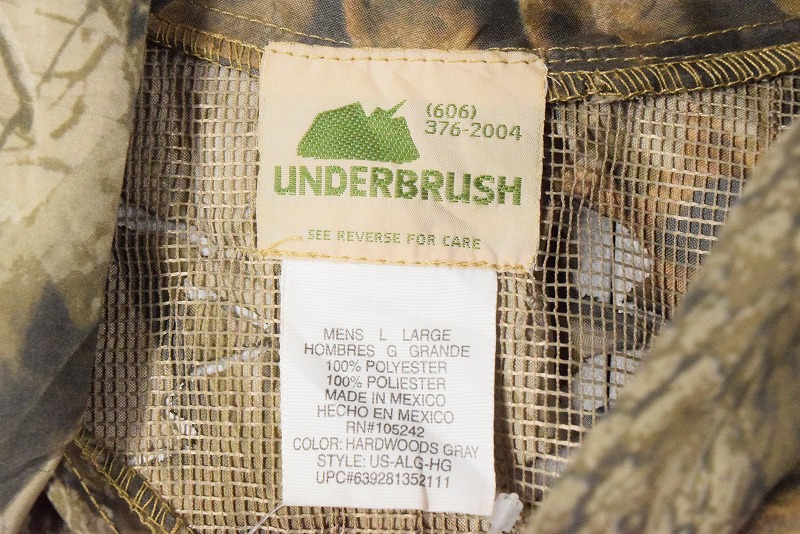 (606)
376-2004
UNDERBRUSH
SEE REVERSE FOR CARE
MENS L LARGE
HOMBRES G GRANDE
100% POLYESTER
100% POLIESTER
MADE IN MEXICO
HECHO EN MEXICO
RN#105242
COLOR: HARDWOODS GRAY
STYLE: US-ALG-HG
UPC#639281352111